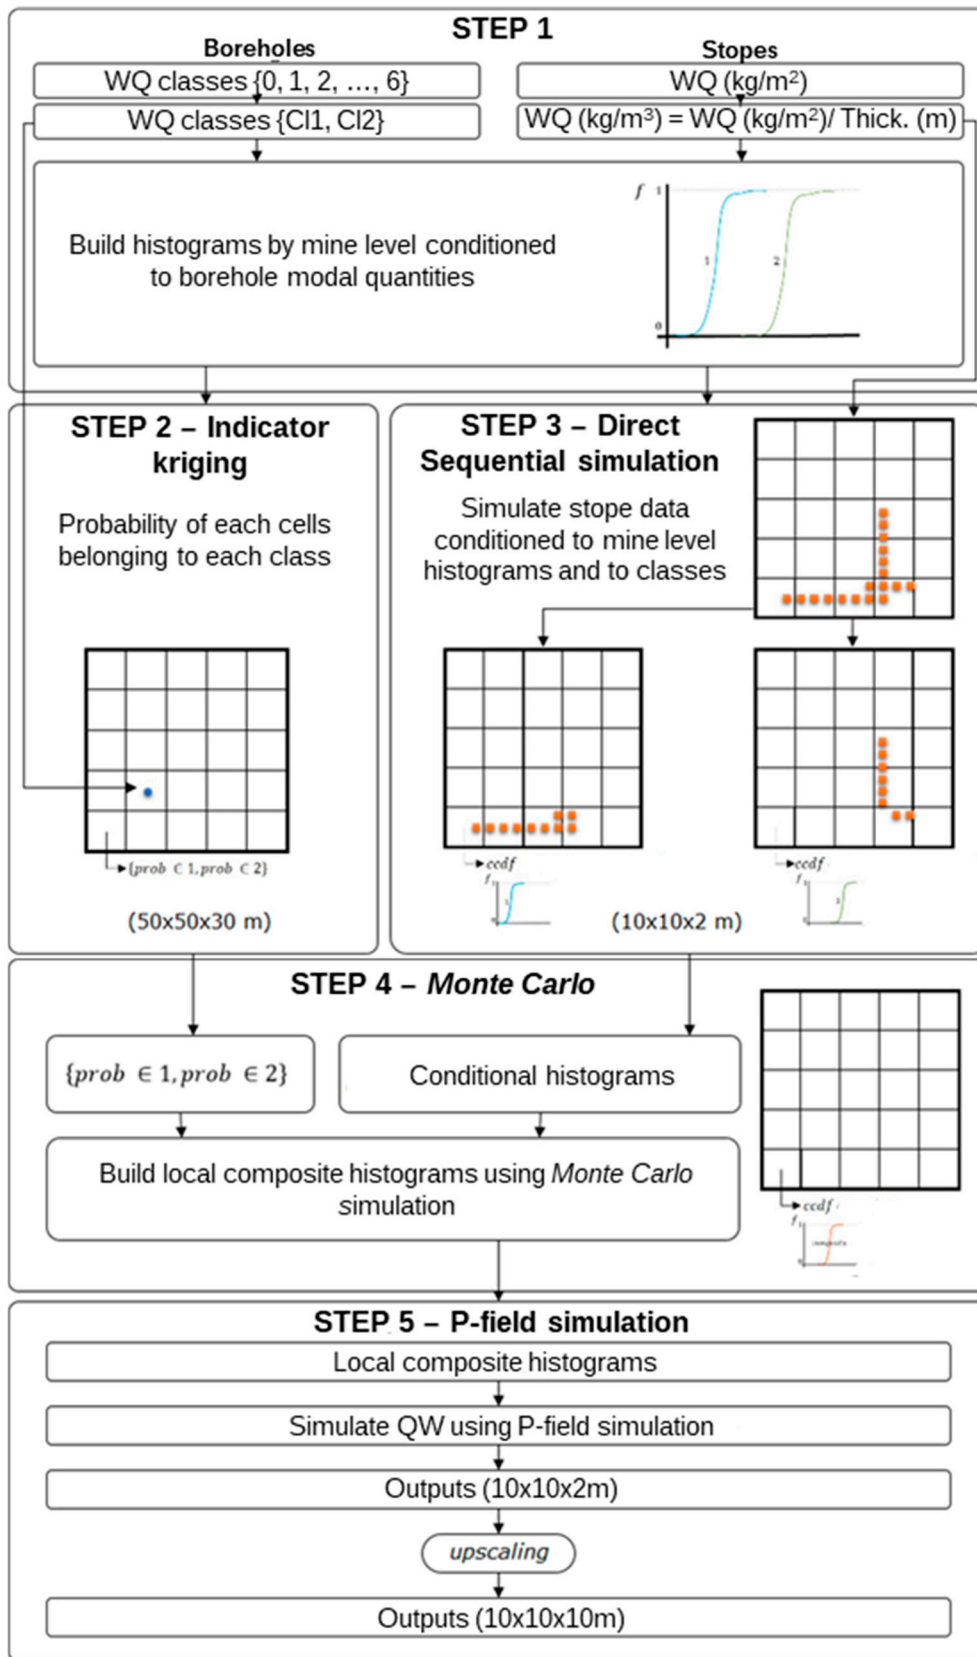 STEP 1
Boreholes
Stopes
WQ classes {0, 1, 2, …, 6}
WQ (kg/m²)
WQ classes {Cl1, Cl2}
WQ (kg/m³) = WQ (kg/m²)/ Thick. (m)
Build histograms by mine level conditioned
to borehole modal quantities
f
1
1
2
0
STEP 2 – Indicator
kriging
Probability of each cells
belonging to each class
{prob ∈ 1, prob ∈ 2}
(50x50x30 m)
STEP 3 – Direct
Sequential simulation
Simulate stope data
conditioned to mine level
histograms and to classes
ccdf
f
ccdf
f
(10x10x2 m)
STEP 4 – Monte Carlo
{prob ∈ 1, prob ∈ 2}
Conditional histograms
Build local composite histograms using Monte Carlo
simulation
ccdf
f
STEP 5 – P-field simulation
Local composite histograms
Simulate QW using P-field simulation
Outputs (10x10x2m)
upscaling
Outputs (10x10x10m)